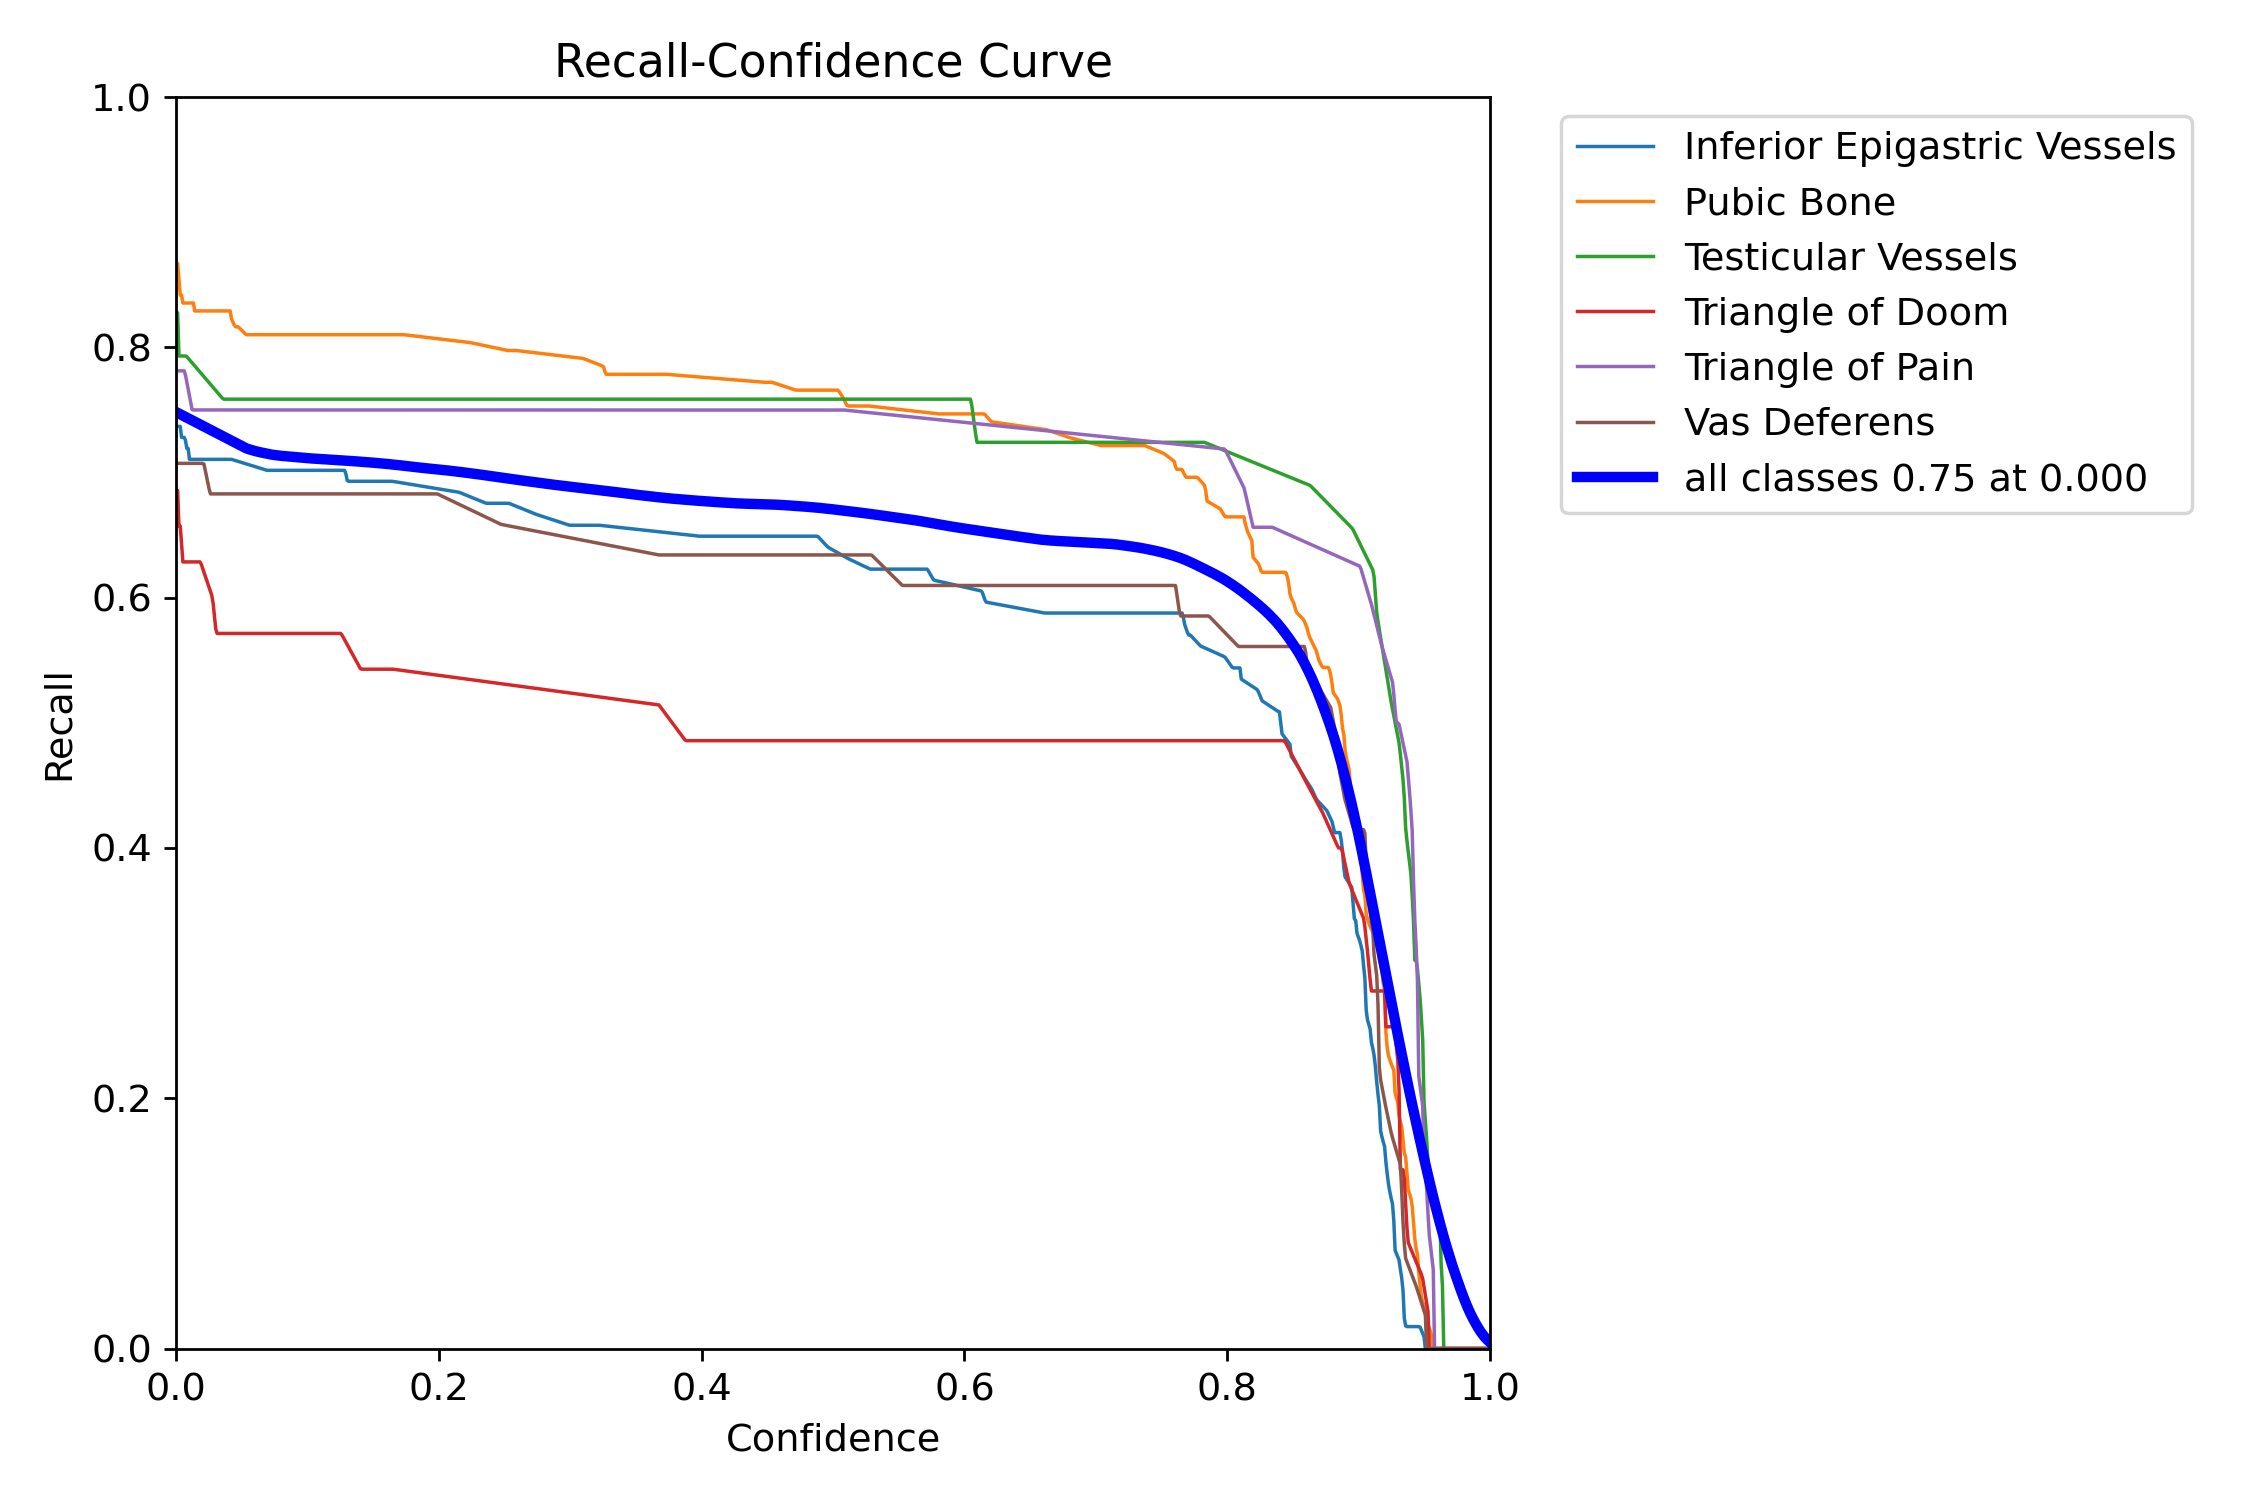 Recall-Confidence Curve
1.0
0.8
0.6
0.4
0.2
0.0
Recall
0.0 0.2 0.4 0.6 0.8 1.0
Confidence
Inferior Epigastric Vessels
Pubic Bone
Testicular Vessels
Triangle of Doom
Triangle of Pain
Vas Deferens
all classes 0.75 at 0.000